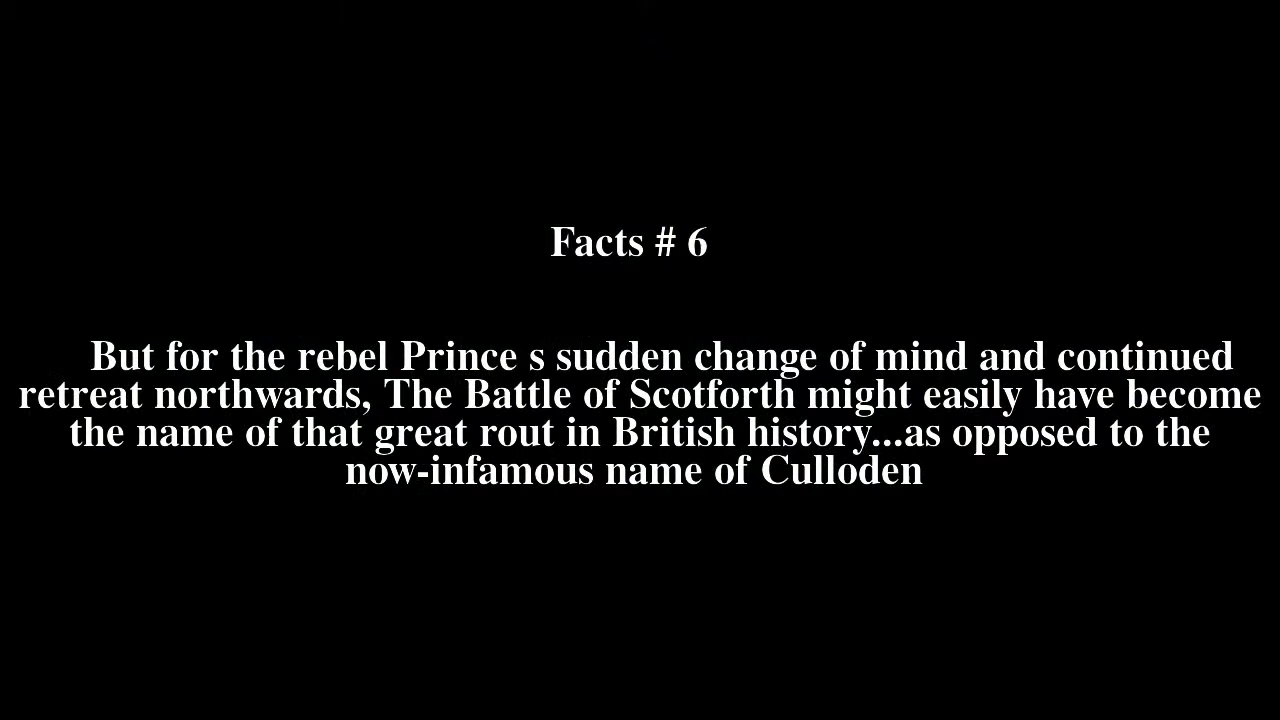 Facts # 6
But for the rebel Prince s sudden change of mind and continued
retreat northwards, The Battle of Scotforth might easily have become
the name of that great rout in British history...as opposed to the
now-infamous name of Culloden